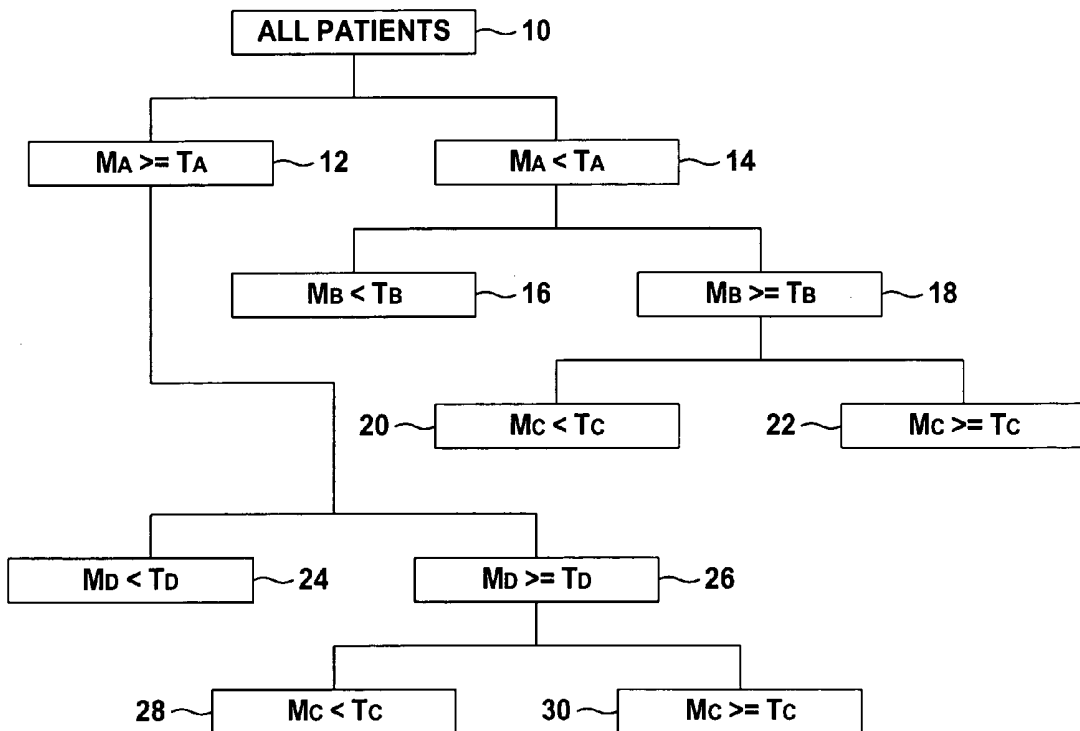 ALL PATIENTS 10
MA >= TA 12
MA < TA 14
MB < TB 16
MB >= TB 18
20 MC < TC
22 MC >= TC
MD < TD 24
MD >= TD 26
28 MC < TC
30 MC >= TC